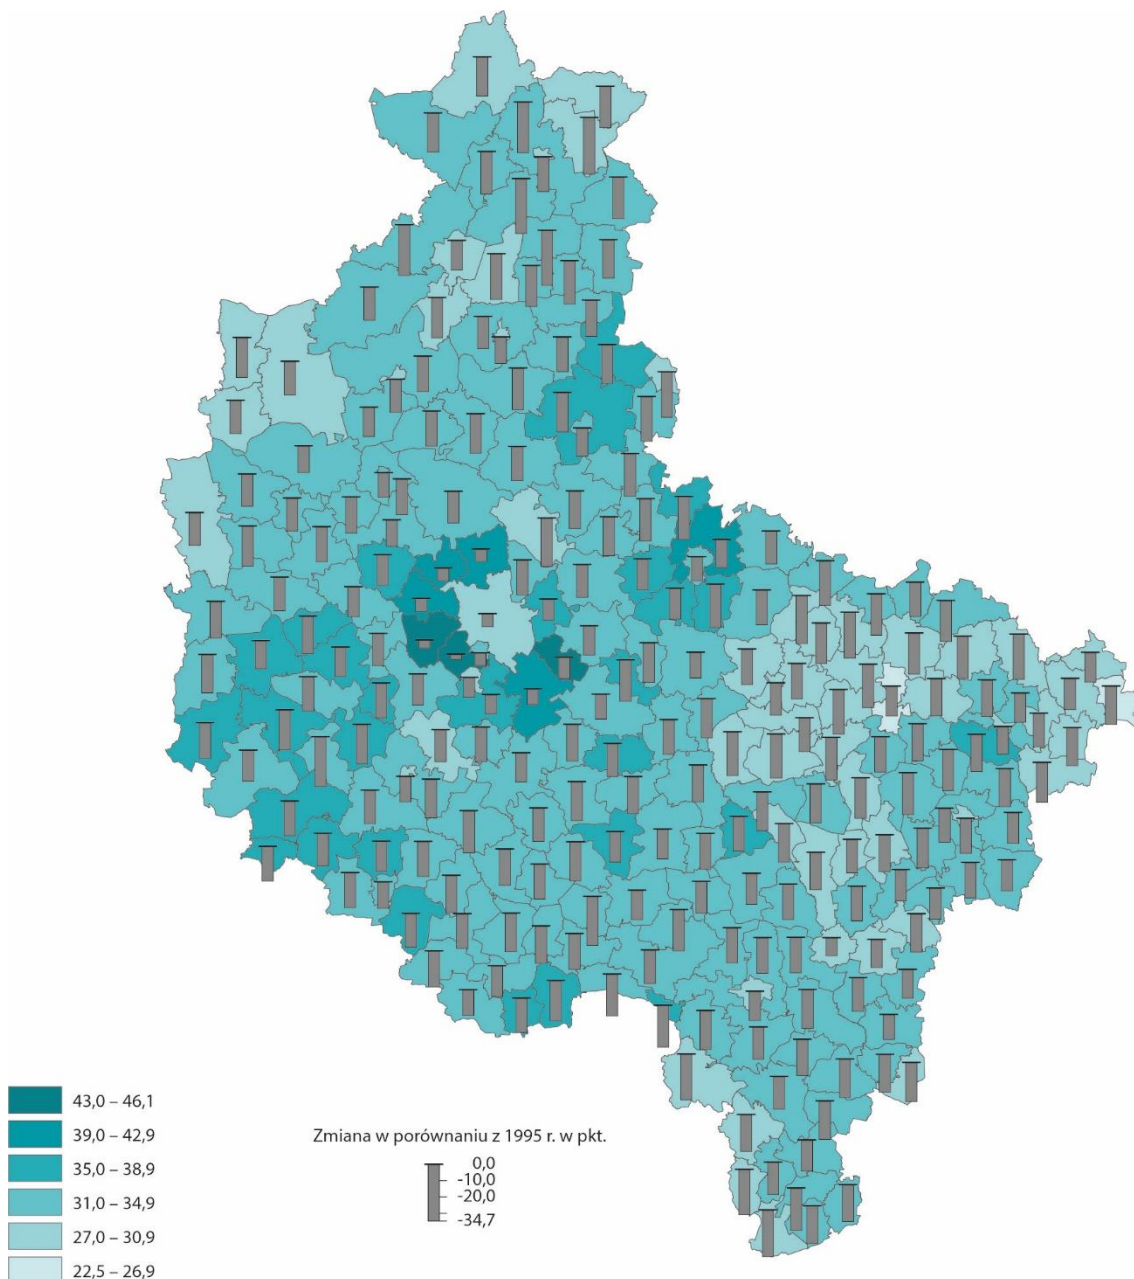 43,0 – 46,1
39,0 – 42,9
35,0 – 38,9
31,0 – 34,9
27,0 – 30,9
22,5 – 26,9
Zmiana w porównaniu z 1995 r. w pkt.
0,0
-10,0
-20,0
-34,7